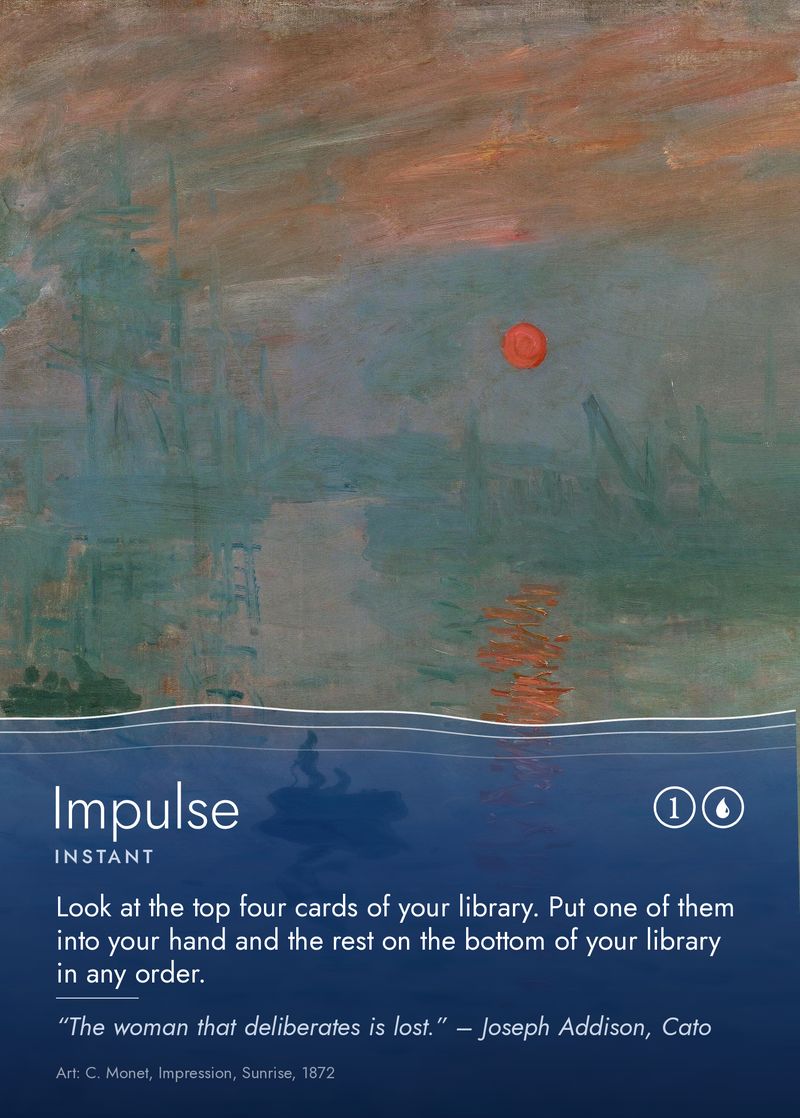 Impulse
1
INSTANT
Look at the top four cards of your library. Put one of them
into your hand and the rest on the bottom of your library
in any order.
“The woman that deliberates is lost.” – Joseph Addison, Cato
Art: C. Monet, Impression, Sunrise, 1872